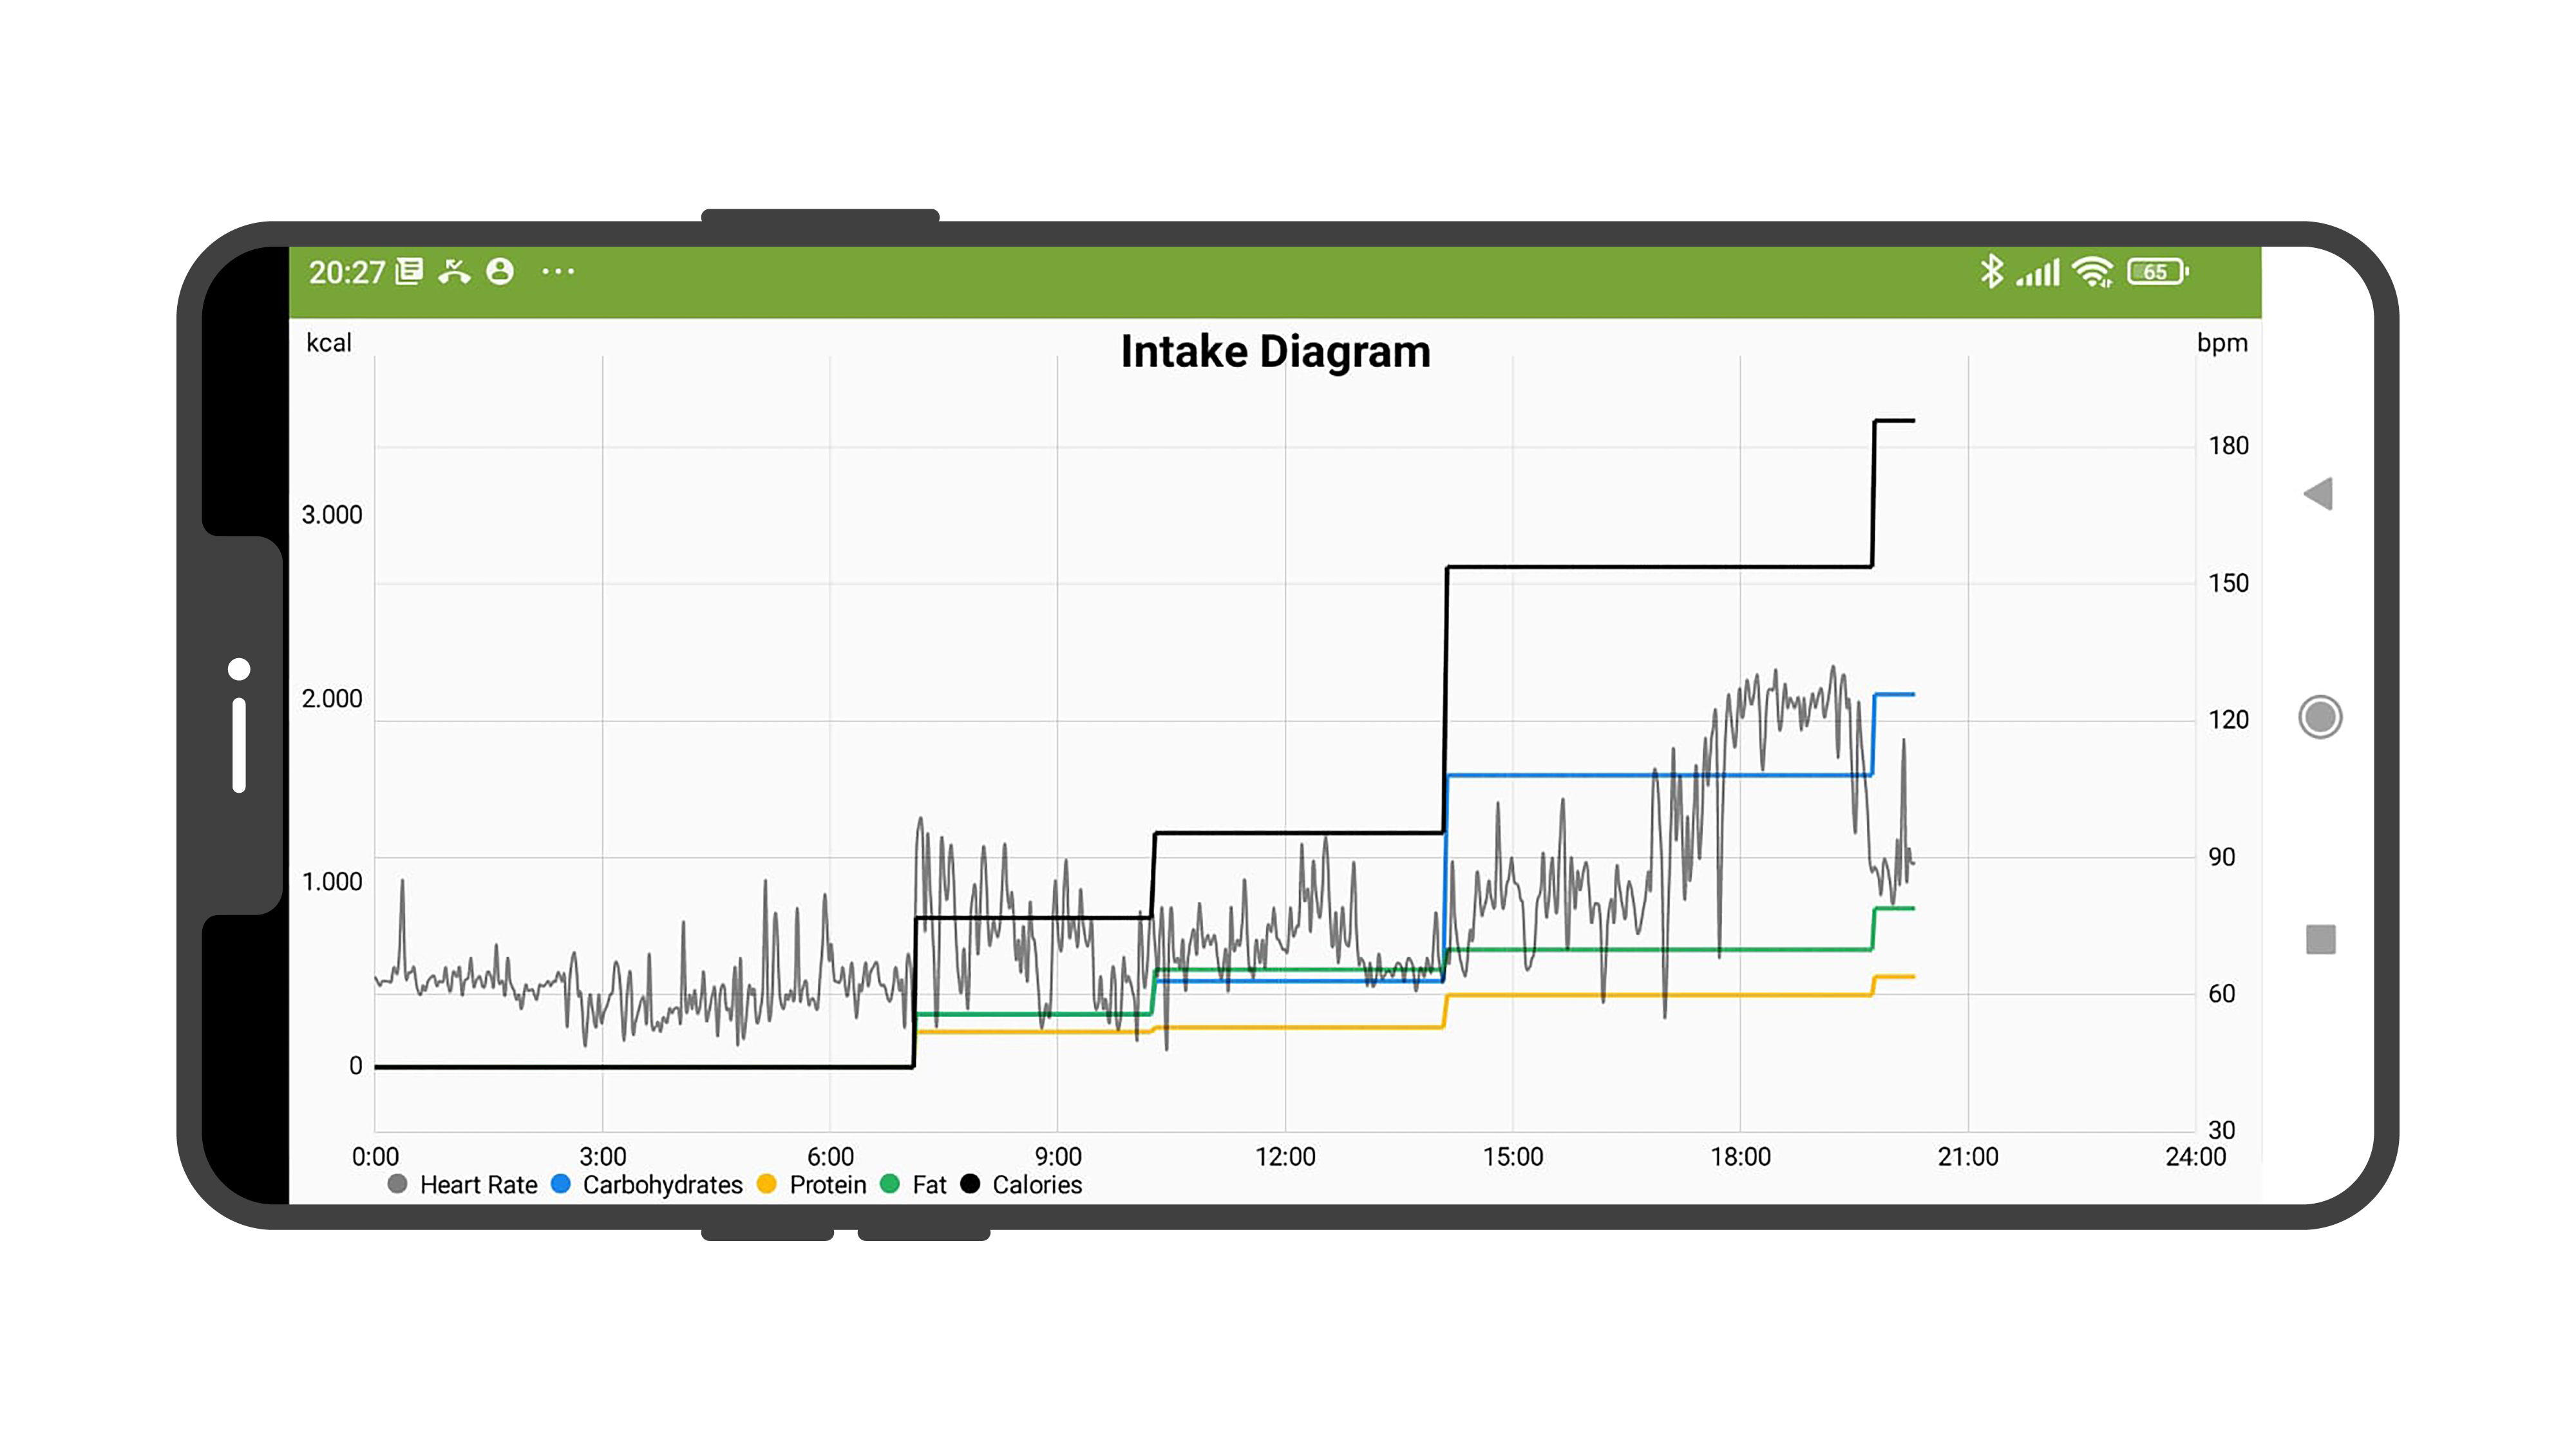 20:27
65
kcal
Intake Diagram
bpm
180
3.000
150
2.000
120
1.000
90
60
0
30
0:00 3:00 6:00 9:00 12:00 15:00 18:00 21:00 24:00
Heart Rate Carbohydrates Protein Fat Calories